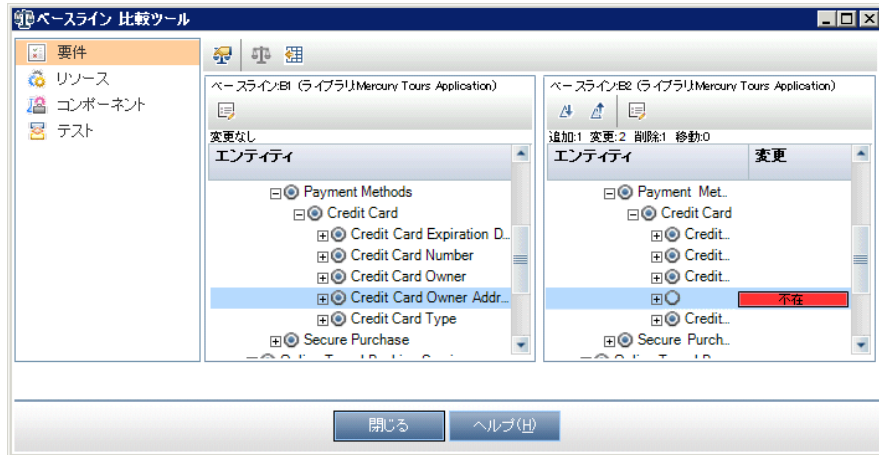 ベースライン 比較ツール
要件
リソース
コンポーネント
テスト
ベースライン:B1 (ライブラリ:Mercury Tours Application)
変更なし
エンティティ
Payment Methods
Credit Card
Credit Card Expiration D...
Credit Card Number
Credit Card Owner
Credit Card Owner Addr...
Credit Card Type
Secure Purchase
ベースライン:B2 (ライブラリ:Mercury Tours Application)
追加:1 変更:2 削除:1 移動:0
エンティティ 変更
Payment Met...
Credit Card
Credit...
Credit...
Credit...
不在
Credit...
Secure Purch...
閉じる
ヘルプ(H)